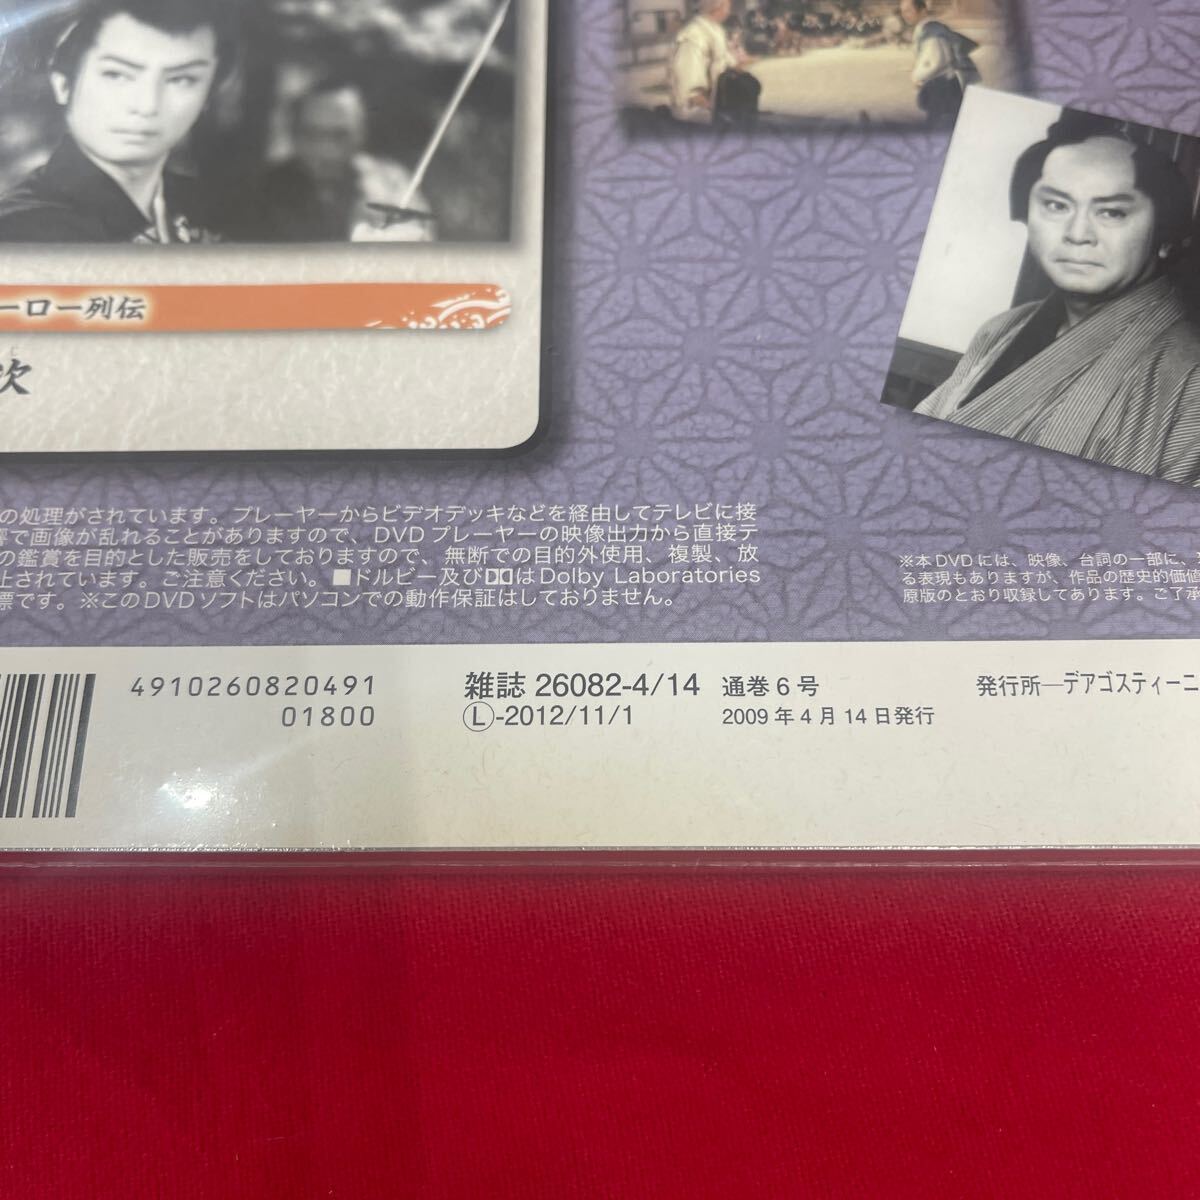 ーロー列伝
次
の処理がされています。プレーヤーからビデオデッキなどを経由してテレビに接
等で画像が乱れることがありますので、DVDプレーヤーの映像出力から直接テ
の鑑賞を目的とした販売をしておりますので、無断での目的外使用、複製、放
止されています。ご注意ください。■ドルビー及びはDolby Laboratories
標です。※このDVDソフトはパソコンでの動作保証はしておりません。
※本DVDには、映像、台詞の一部に、
る表現もありますが、作品の歴史的価値
原版のとおり収録してあります。ご了承
4910260820491
01800
雑誌 26082-4/14
Ⓛ-2012/11/1
通巻6号
2009年4月14日発行
発行所―デアゴスティーニ